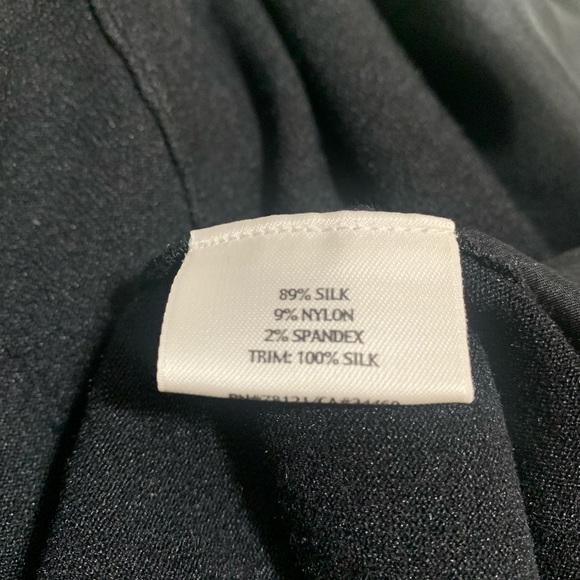 89% SILK
9% NYLON
2% SPANDEX
TRIM: 100% SILK